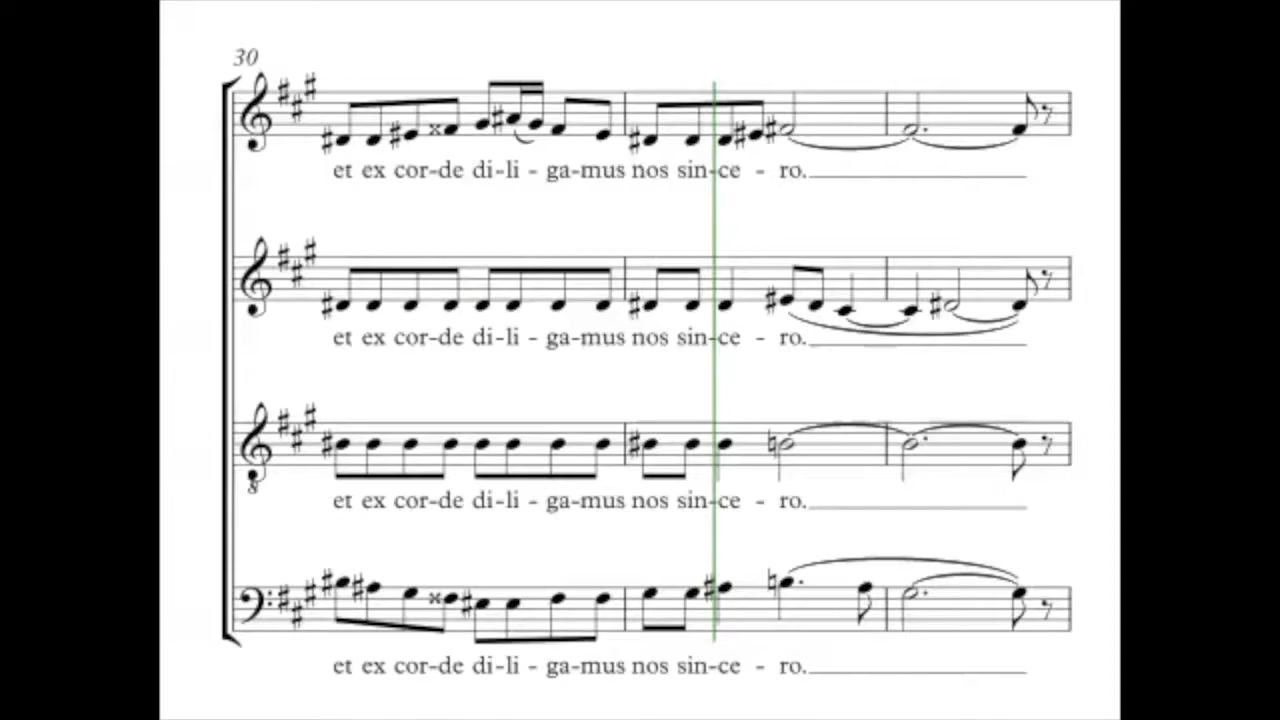 30
et ex cor-de di-li - ga-mus nos sin-ce - ro.
et ex cor-de di-li - ga-mus nos sin-ce - ro.
8
et ex cor-de di-li - ga-mus nos sin-ce - ro.
et ex cor-de di-li - ga-mus nos sin-ce - ro.